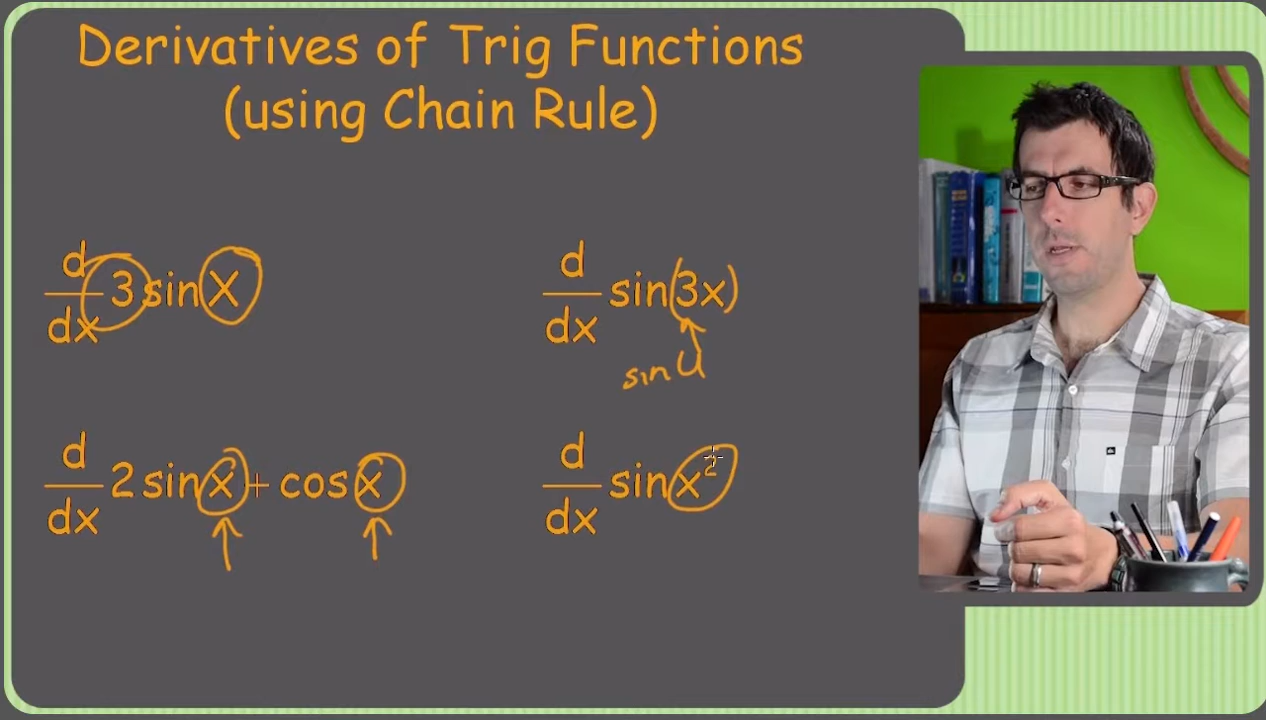 Derivatives of Trig Functions
(using Chain Rule)
d/dx 3 sin x
d/dx sin(3x)
sin u
d/dx 2 sin x + cos x
d/dx sin x²